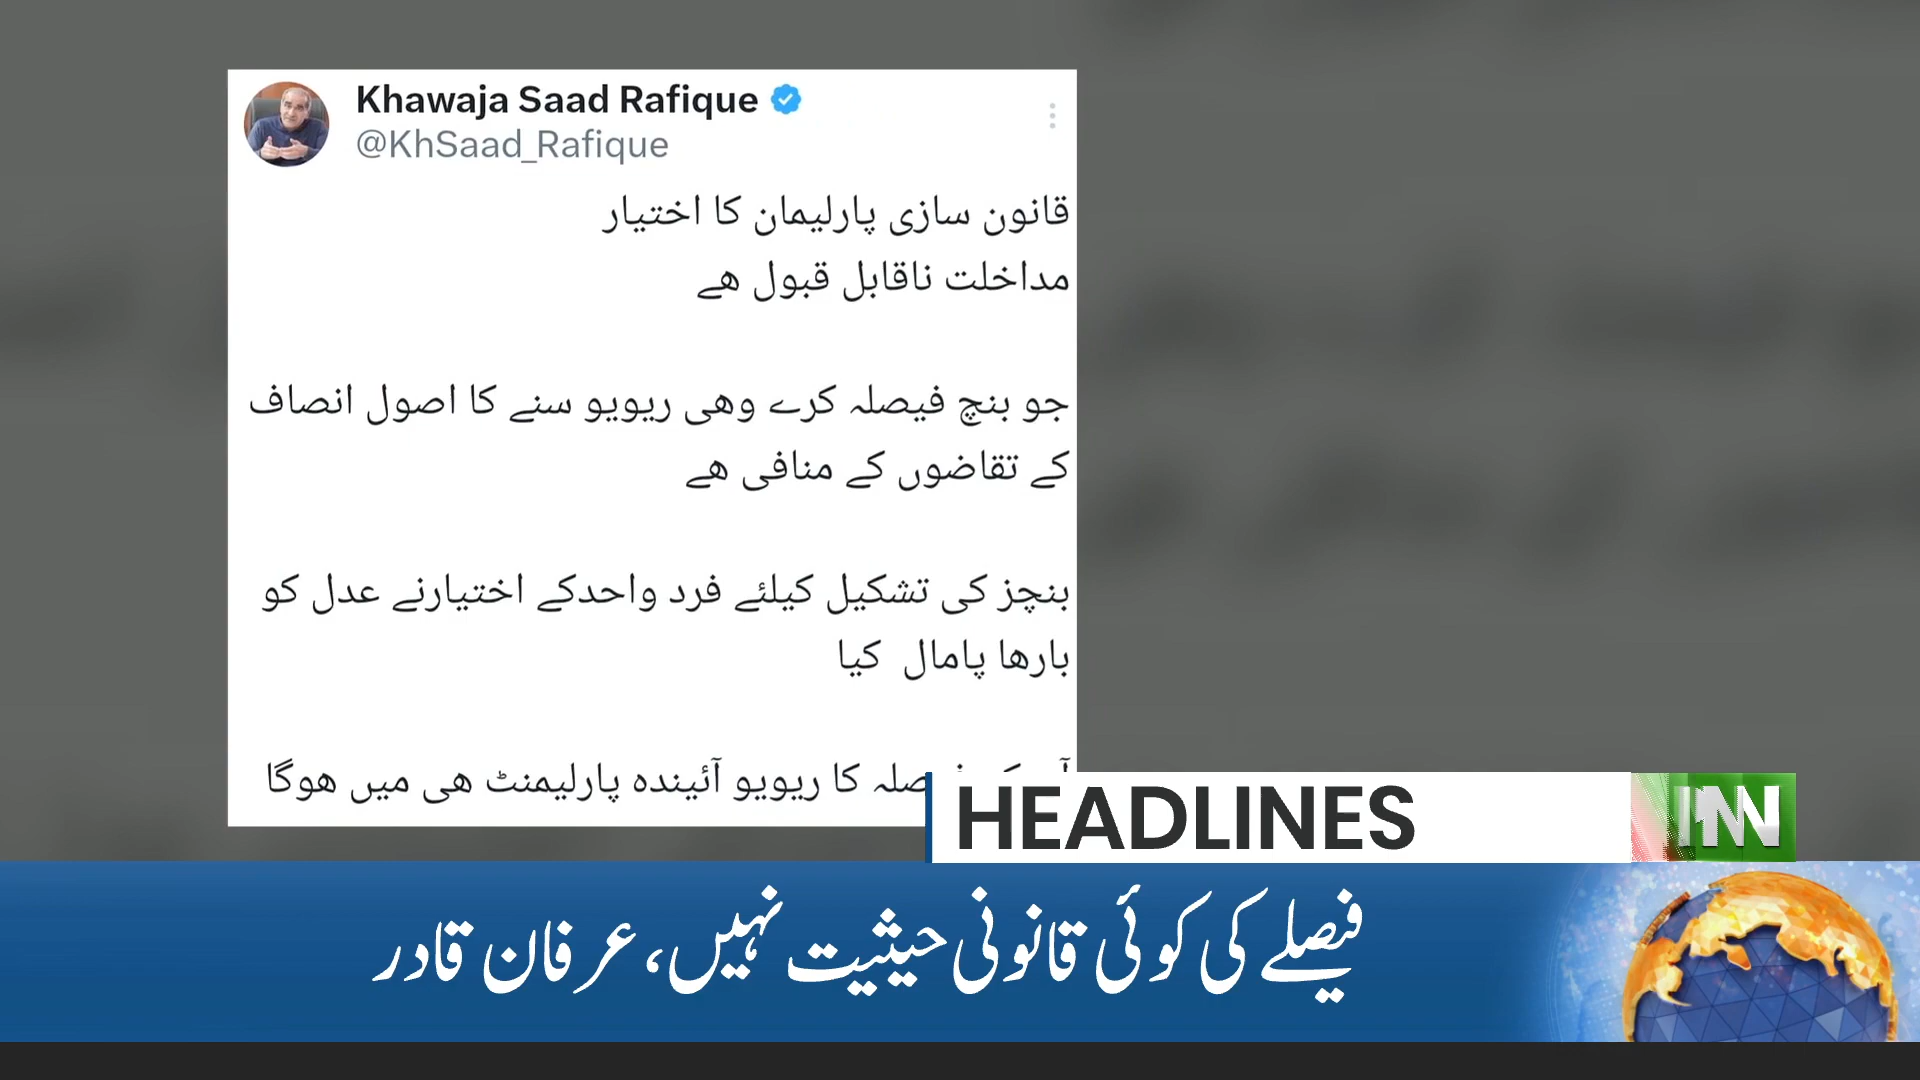 Khawaja Saad Rafique
@KhSaad_Rafique
قانون سازی پارلیمان کا اختیار
مداخلت ناقابل قبول ھے
جو بنچ فیصلہ کرے وھی ریویو سنے کا اصول انصاف
کے تقاضوں کے منافی ھے
بنچز کی تشکیل کیلئے فرد واحدکے اختیارنے عدل کو
بارھا پامال کیا
کا ریویو آئیندہ پارلیمنٹ ھی میں ھوگا
HEADLINES
INN
فیصلے کی کوئی قانونی حیثیت نہیں، عرفان قادر